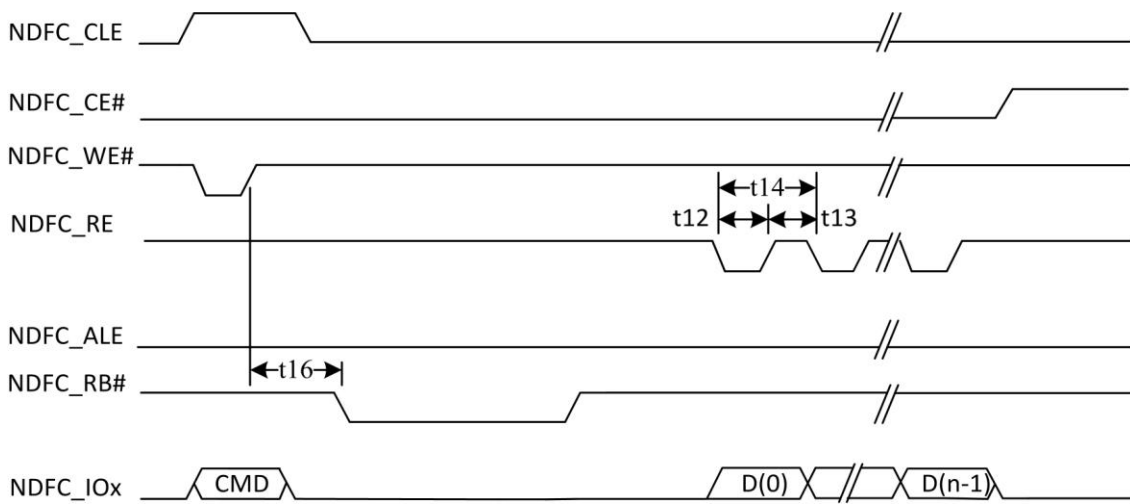 NDFC_CLE
NDFC_CE#
NDFC_WE#
t14
t12
t13
NDFC_RE
NDFC_ALE
t16
NDFC_RB#
NDFC_IOx
CMD
D(0)
D(n-1)